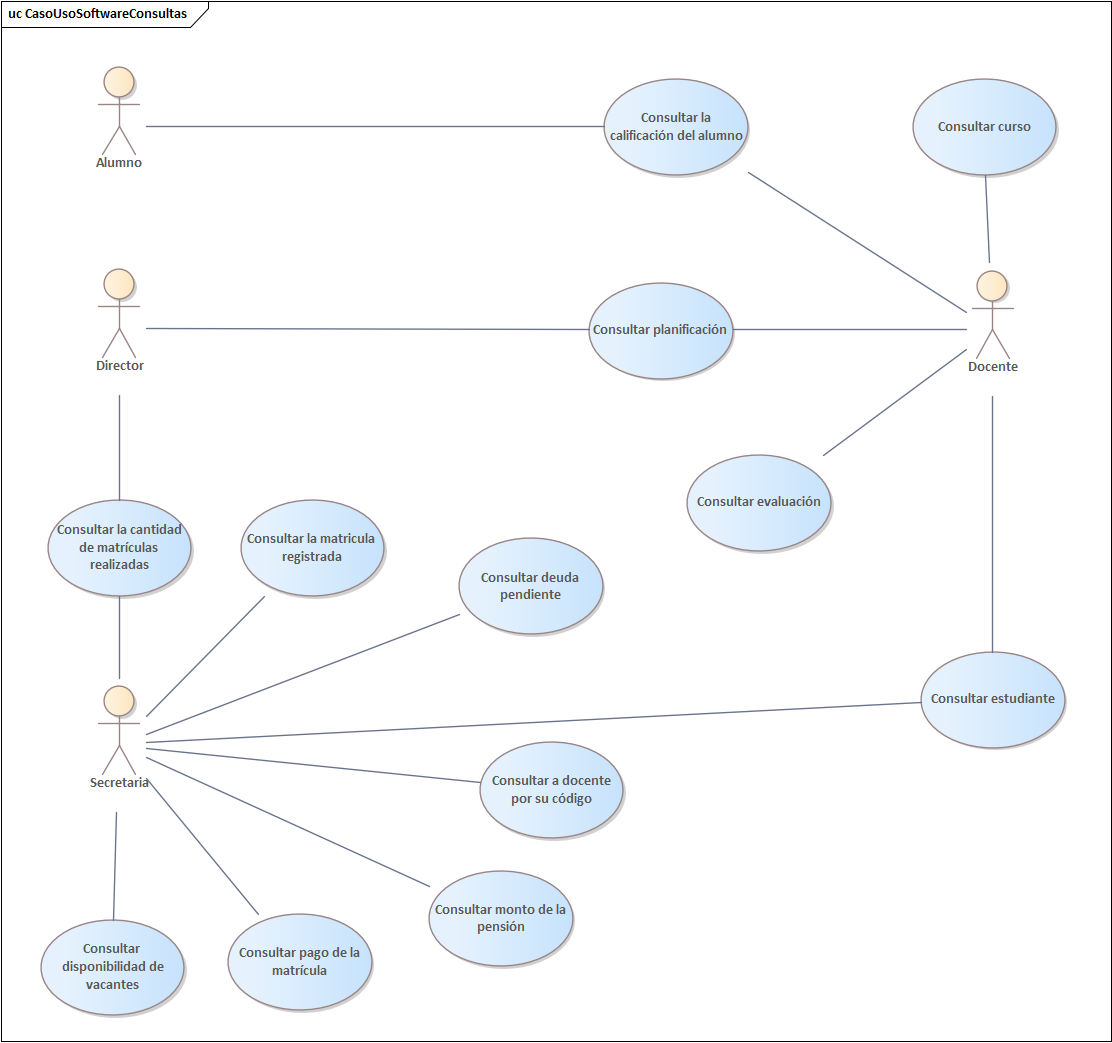 uc CasoUsoSoftwareConsultas
Alumno
Consultar la
calificación del alumno
Consultar curso
Director
Consultar planificación
Docente
Consultar evaluación
Consultar la cantidad
de matrículas
realizadas
Consultar la matricula
registrada
Consultar deuda
pendiente
Consultar estudiante
Secretaria
Consultar a docente
por su código
Consultar monto de la
pensión
Consultar pago de la
matrícula
Consultar
disponibilidad de
vacantes